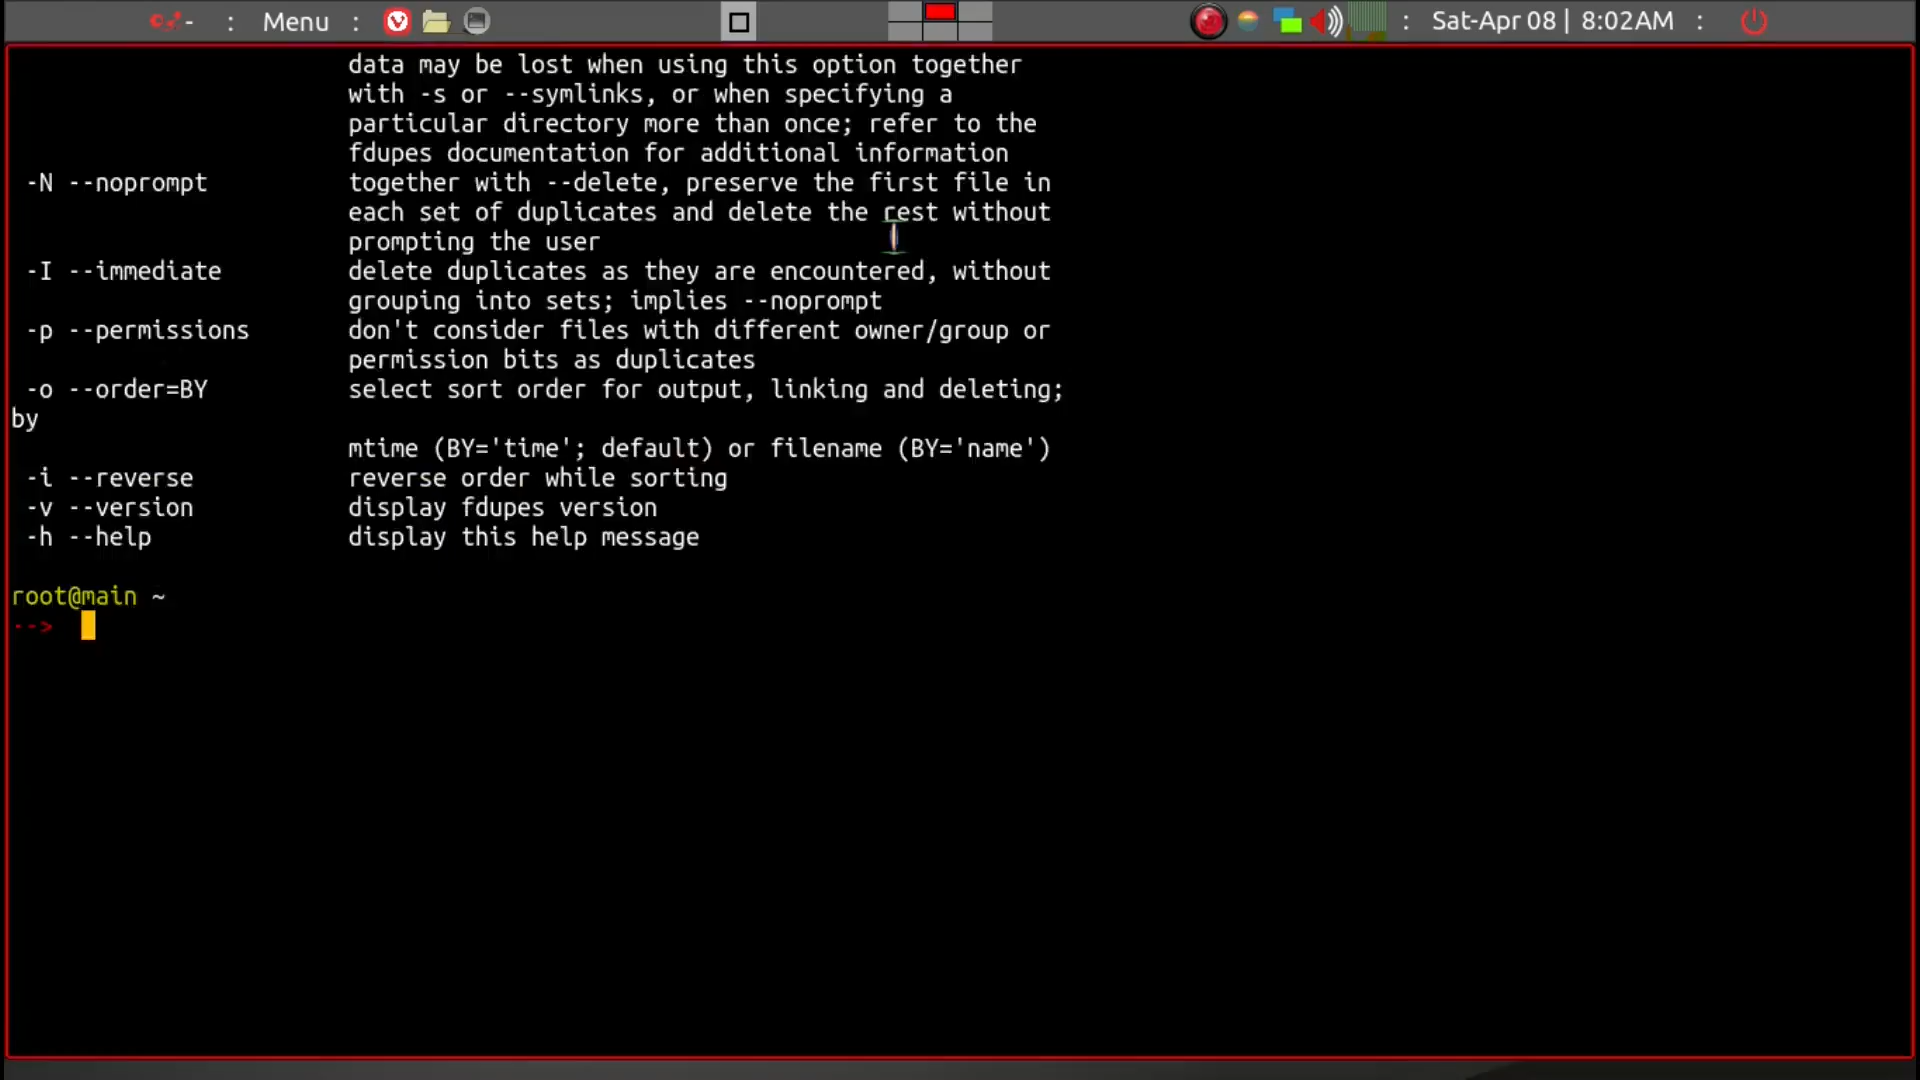 : Menu : Sat-Apr 08 | 8:02AM :
data may be lost when using this option together
with -s or --symlinks, or when specifying a
particular directory more than once; refer to the
fdupes documentation for additional information
-N --noprompt together with --delete, preserve the first file in
each set of duplicates and delete the rest without
prompting the user
-I --immediate delete duplicates as they are encountered, without
grouping into sets; implies --noprompt
-p --permissions don't consider files with different owner/group or
permission bits as duplicates
-o --order=BY select sort order for output, linking and deleting;
by
mtime (BY='time'; default) or filename (BY='name')
-i --reverse reverse order while sorting
-v --version display fdupes version
-h --help display this help message
root@main ~
-->